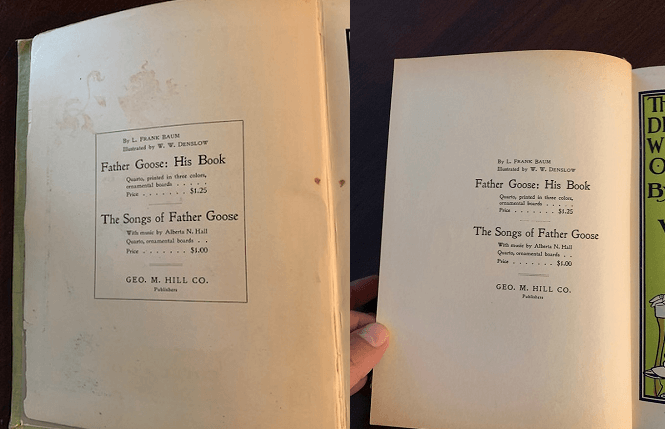 By L. Frank Baum
Illustrated by W. W. Denslow
Father Goose: His Book
Quarto, printed in three colors,
ornamental boards . . . . .
Price . . . . . . . $1.25
The Songs of Father Goose
With music by Alberta N. Hall
Quarto, ornamental boards . .
Price . . . . . . . $1.00
GEO. M. HILL CO.
Publishers
By L. Frank Baum
Illustrated by W. W. Denslow
Father Goose: His Book
Quarto, printed in three colors,
ornamental boards . . . . .
Price . . . . . . . $1.25
The Songs of Father Goose
With music by Alberta N. Hall
Quarto, ornamental boards . .
Price . . . . . . . $1.00
GEO. M. HILL CO.
Publishers